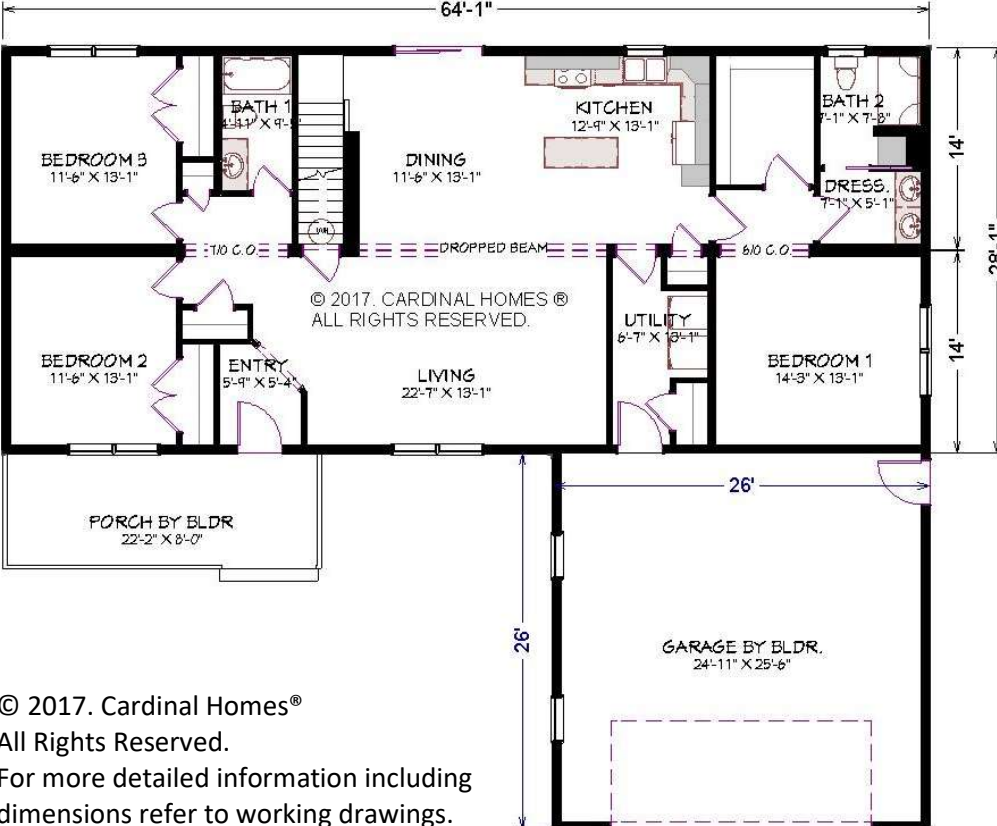 64'-1"
BEDROOM 3
11'-6" X 13'-1"
BATH 1
4'-11" X 9'-5"
DINING
11'-6" X 13'-1"
KITCHEN
12'-9" X 13'-1"
BATH 2
7'-1" X 7'-8"
DRESS.
7'-1" X 5'-1"
14'
28'-1"
7/0 C.O.
DROPPED BEAM
6/0 C.O.
© 2017. CARDINAL HOMES ®
ALL RIGHTS RESERVED.
BEDROOM 2
11'-6" X 13'-1"
ENTRY
5'-9" X 5'-4"
LIVING
22'-7" X 13'-1"
UTILITY
6'-7" X 13'-1"
BEDROOM 1
14'-3" X 13'-1"
14'
26'
PORCH BY BLDR
22'-2" X 8'-0"
26'
GARAGE BY BLDR.
24'-11" X 25'-6"
© 2017. Cardinal Homes®
All Rights Reserved.
For more detailed information including
dimensions refer to working drawings.